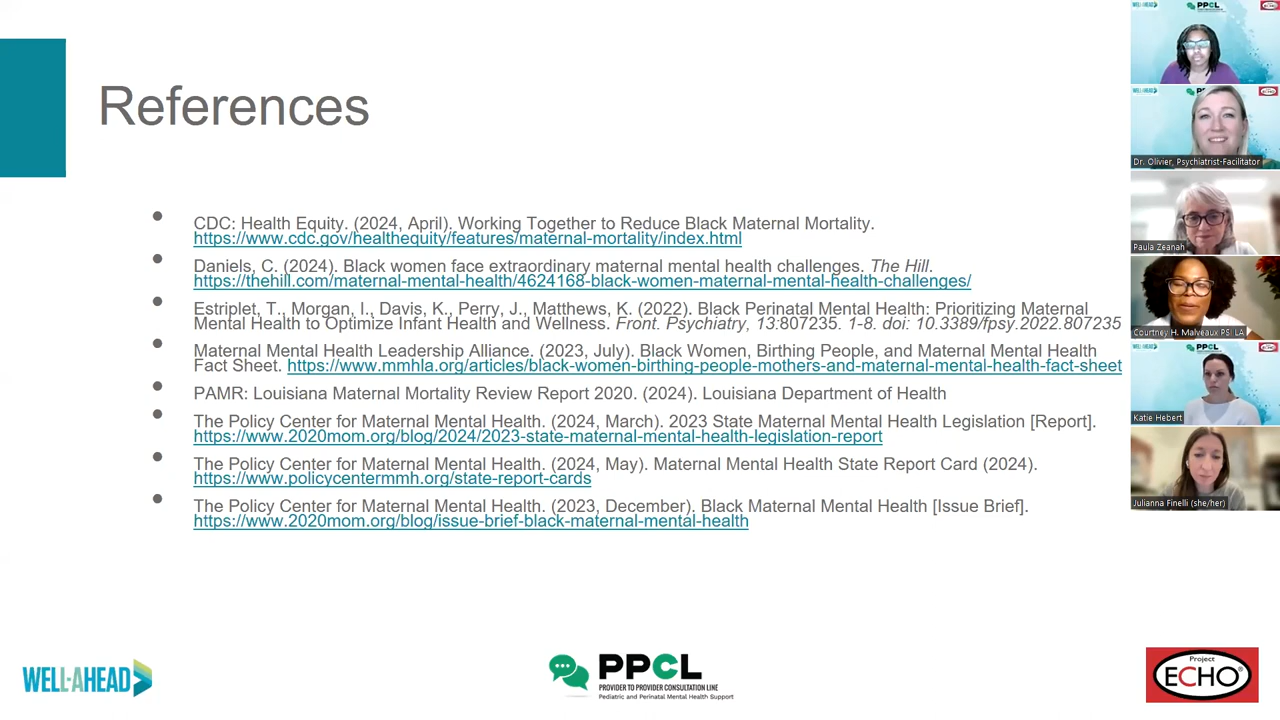 References
CDC: Health Equity. (2024, April). Working Together to Reduce Black Maternal Mortality.
https://www.cdc.gov/healthequity/features/maternal-mortality/index.html
Daniels, C. (2024). Black women face extraordinary maternal mental health challenges. The Hill.
https://thehill.com/maternal-mental-health/4624168-black-women-maternal-mental-health-challenges/
Estriplet, T., Morgan, I., Davis, K., Perry, J., Matthews, K. (2022). Black Perinatal Mental Health: Prioritizing Maternal
Mental Health to Optimize Infant Health and Wellness. Front. Psychiatry, 13:807235. 1-8. doi: 10.3389/fpsy.2022.807235
Maternal Mental Health Leadership Alliance. (2023, July). Black Women, Birthing People, and Maternal Mental Health
Fact Sheet. https://www.mmhla.org/articles/black-women-birthing-people-mothers-and-maternal-mental-health-fact-sheet
PAMR: Louisiana Maternal Mortality Review Report 2020. (2024). Louisiana Department of Health
The Policy Center for Maternal Mental Health. (2024, March). 2023 State Maternal Mental Health Legislation [Report].
https://www.2020mom.org/blog/2024/2023-state-maternal-mental-health-legislation-report
The Policy Center for Maternal Mental Health. (2024, May). Maternal Mental Health State Report Card (2024).
https://www.policycentermmh.org/state-report-cards
The Policy Center for Maternal Mental Health. (2023, December). Black Maternal Mental Health [Issue Brief].
https://www.2020mom.org/blog/issue-brief-black-maternal-mental-health
WELL-AHEAD
PPCL
PROVIDER TO PROVIDER CONSULTATION LINE
Pediatric and Perinatal Mental Health Support
Project
ECHO®
PPCL
Dr. Olivier, Psychiatrist-Facilitator
Paula Zeanah
Courtney H. Malveaux PSI LA
PPCL
Katie Hebert
Julianna Finelli (she/her)